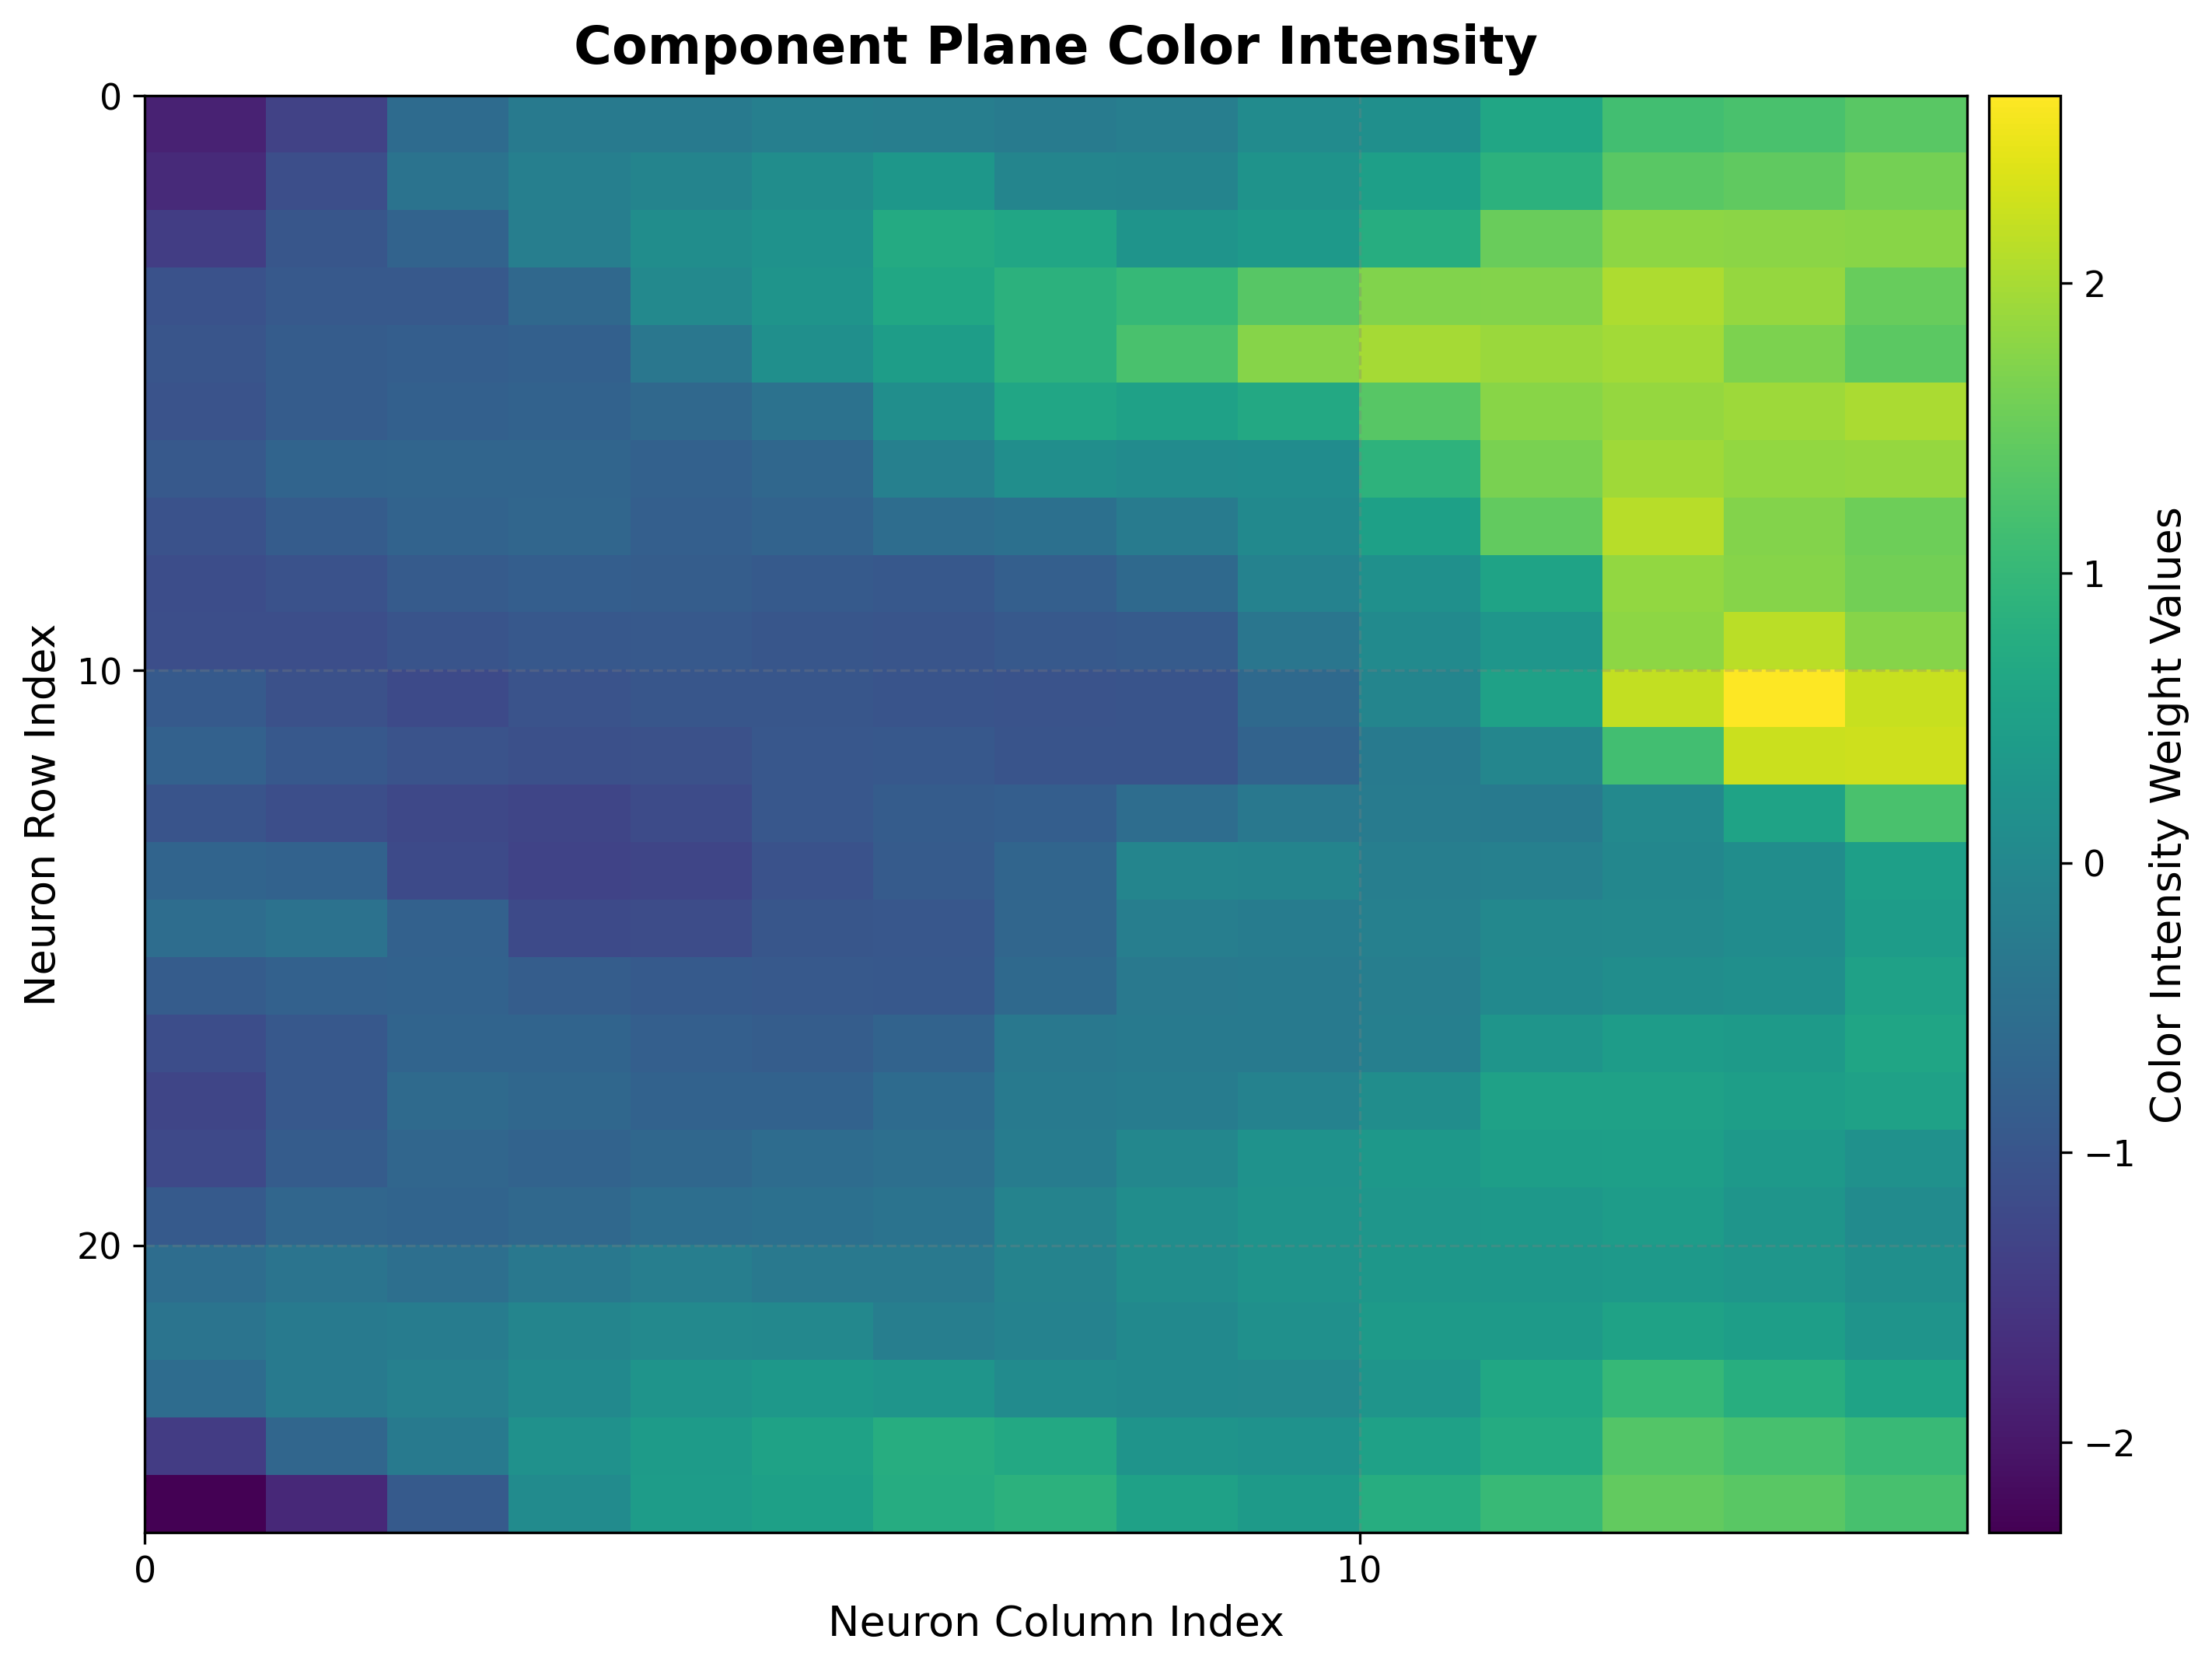 Component Plane Color Intensity
0
10
20
Neuron Row Index
0
10
Neuron Column Index
2
1
0
−1
−2
Color Intensity Weight Values